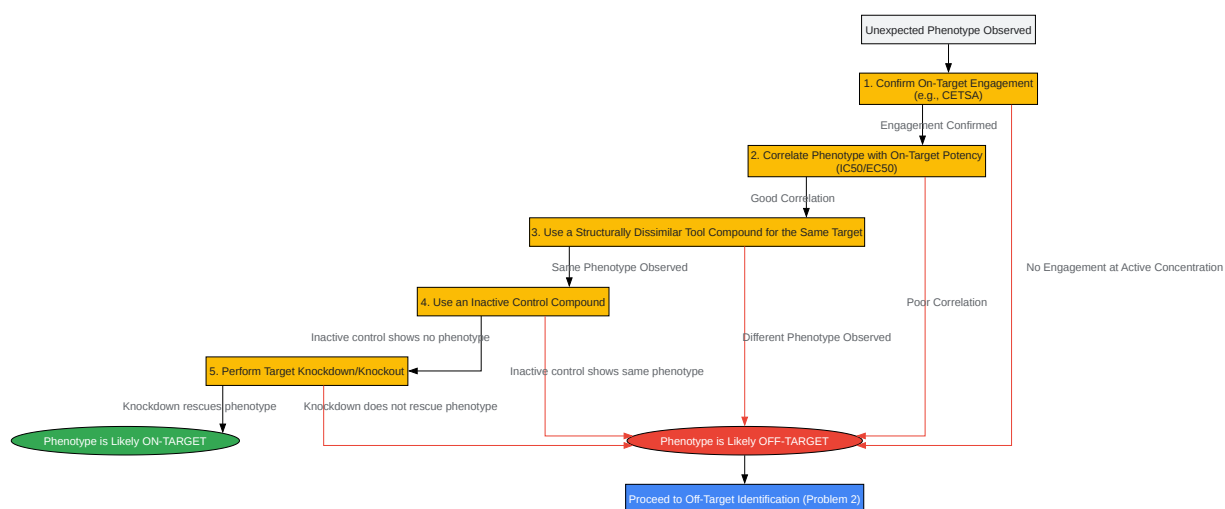 Unexpected Phenotype Observed
1. Confirm On-Target Engagement
(e.g., CETSA)
Engagement Confirmed
2. Correlate Phenotype with On-Target Potency
(IC50/EC50)
Good Correlation
3. Use a Structurally Dissimilar Tool Compound for the Same Target
Same Phenotype Observed
No Engagement at Active Concentration
4. Use an Inactive Control Compound
Poor Correlation
Inactive control shows no phenotype
Different Phenotype Observed
5. Perform Target Knockdown/Knockout
Inactive control shows same phenotype
Knockdown rescues phenotype
Knockdown does not rescue phenotype
Phenotype is Likely ON-TARGET
Phenotype is Likely OFF-TARGET
Proceed to Off-Target Identification (Problem 2)